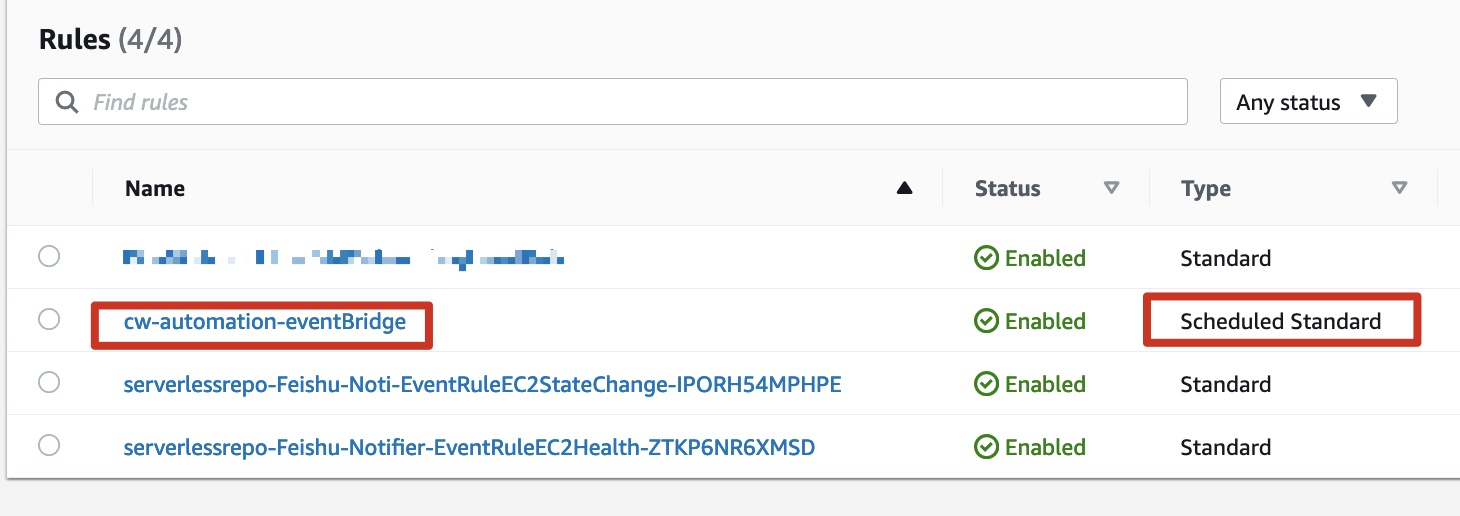 Rules (4/4)
Find rules
Any status
Name Status Type
Enabled Standard
cw-automation-eventBridge Enabled Scheduled Standard
serverlessrepo-Feishu-Noti-EventRuleEC2StateChange-IPORH54MPHPE Enabled Standard
serverlessrepo-Feishu-Notifier-EventRuleEC2Health-ZTKP6NR6XMSD Enabled Standard